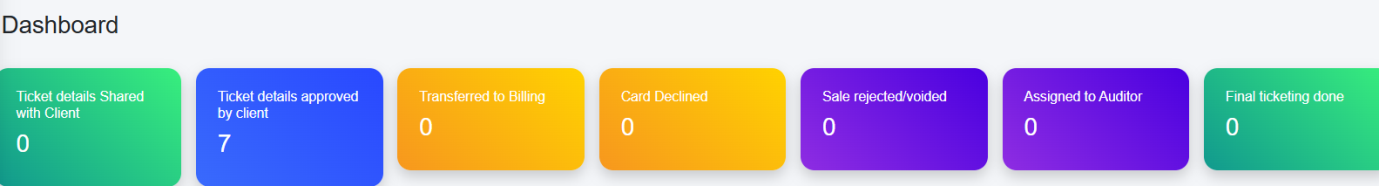 Dashboard
Ticket details Shared
with Client
0
Ticket details approved
by client
7
Transferred to Billing
0
Card Declined
0
Sale rejected/voided
0
Assigned to Auditor
0
Final ticketing done
0